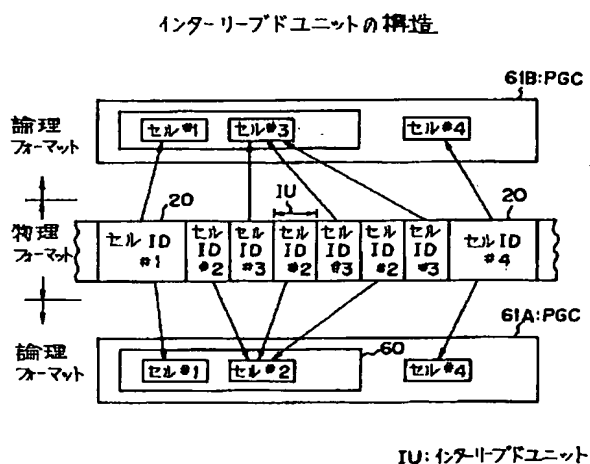 インターリーブドユニットの構造
61B:PGC
論理
フォーマット
セル#1
セル#3
セル#4
20
IU
20
物理
フォーマット
セル ID
#1
セル
ID
#2
セル
ID
#3
セル
ID
#2
セル
ID
#3
セル
ID
#2
セル
ID
#3
セル ID
#4
61A:PGC
論理
フォーマット
セル#1
セル#2
60
セル#4
IU:インターリーブドユニット